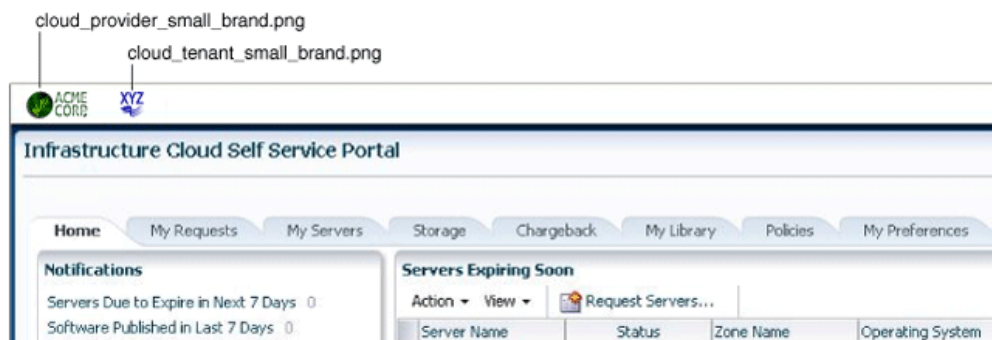 cloud_provider_small_brand.png
cloud_tenant_small_brand.png
ACME CORP
XYZ
Infrastructure Cloud Self Service Portal
Home My Requests My Servers Storage Chargeback My Library Policies My Preferences
Notifications
Servers Due to Expire in Next 7 Days 0
Software Published in Last 7 Days 0
Servers Expiring Soon
Action View Request Servers...
Server Name Status Zone Name Operating System